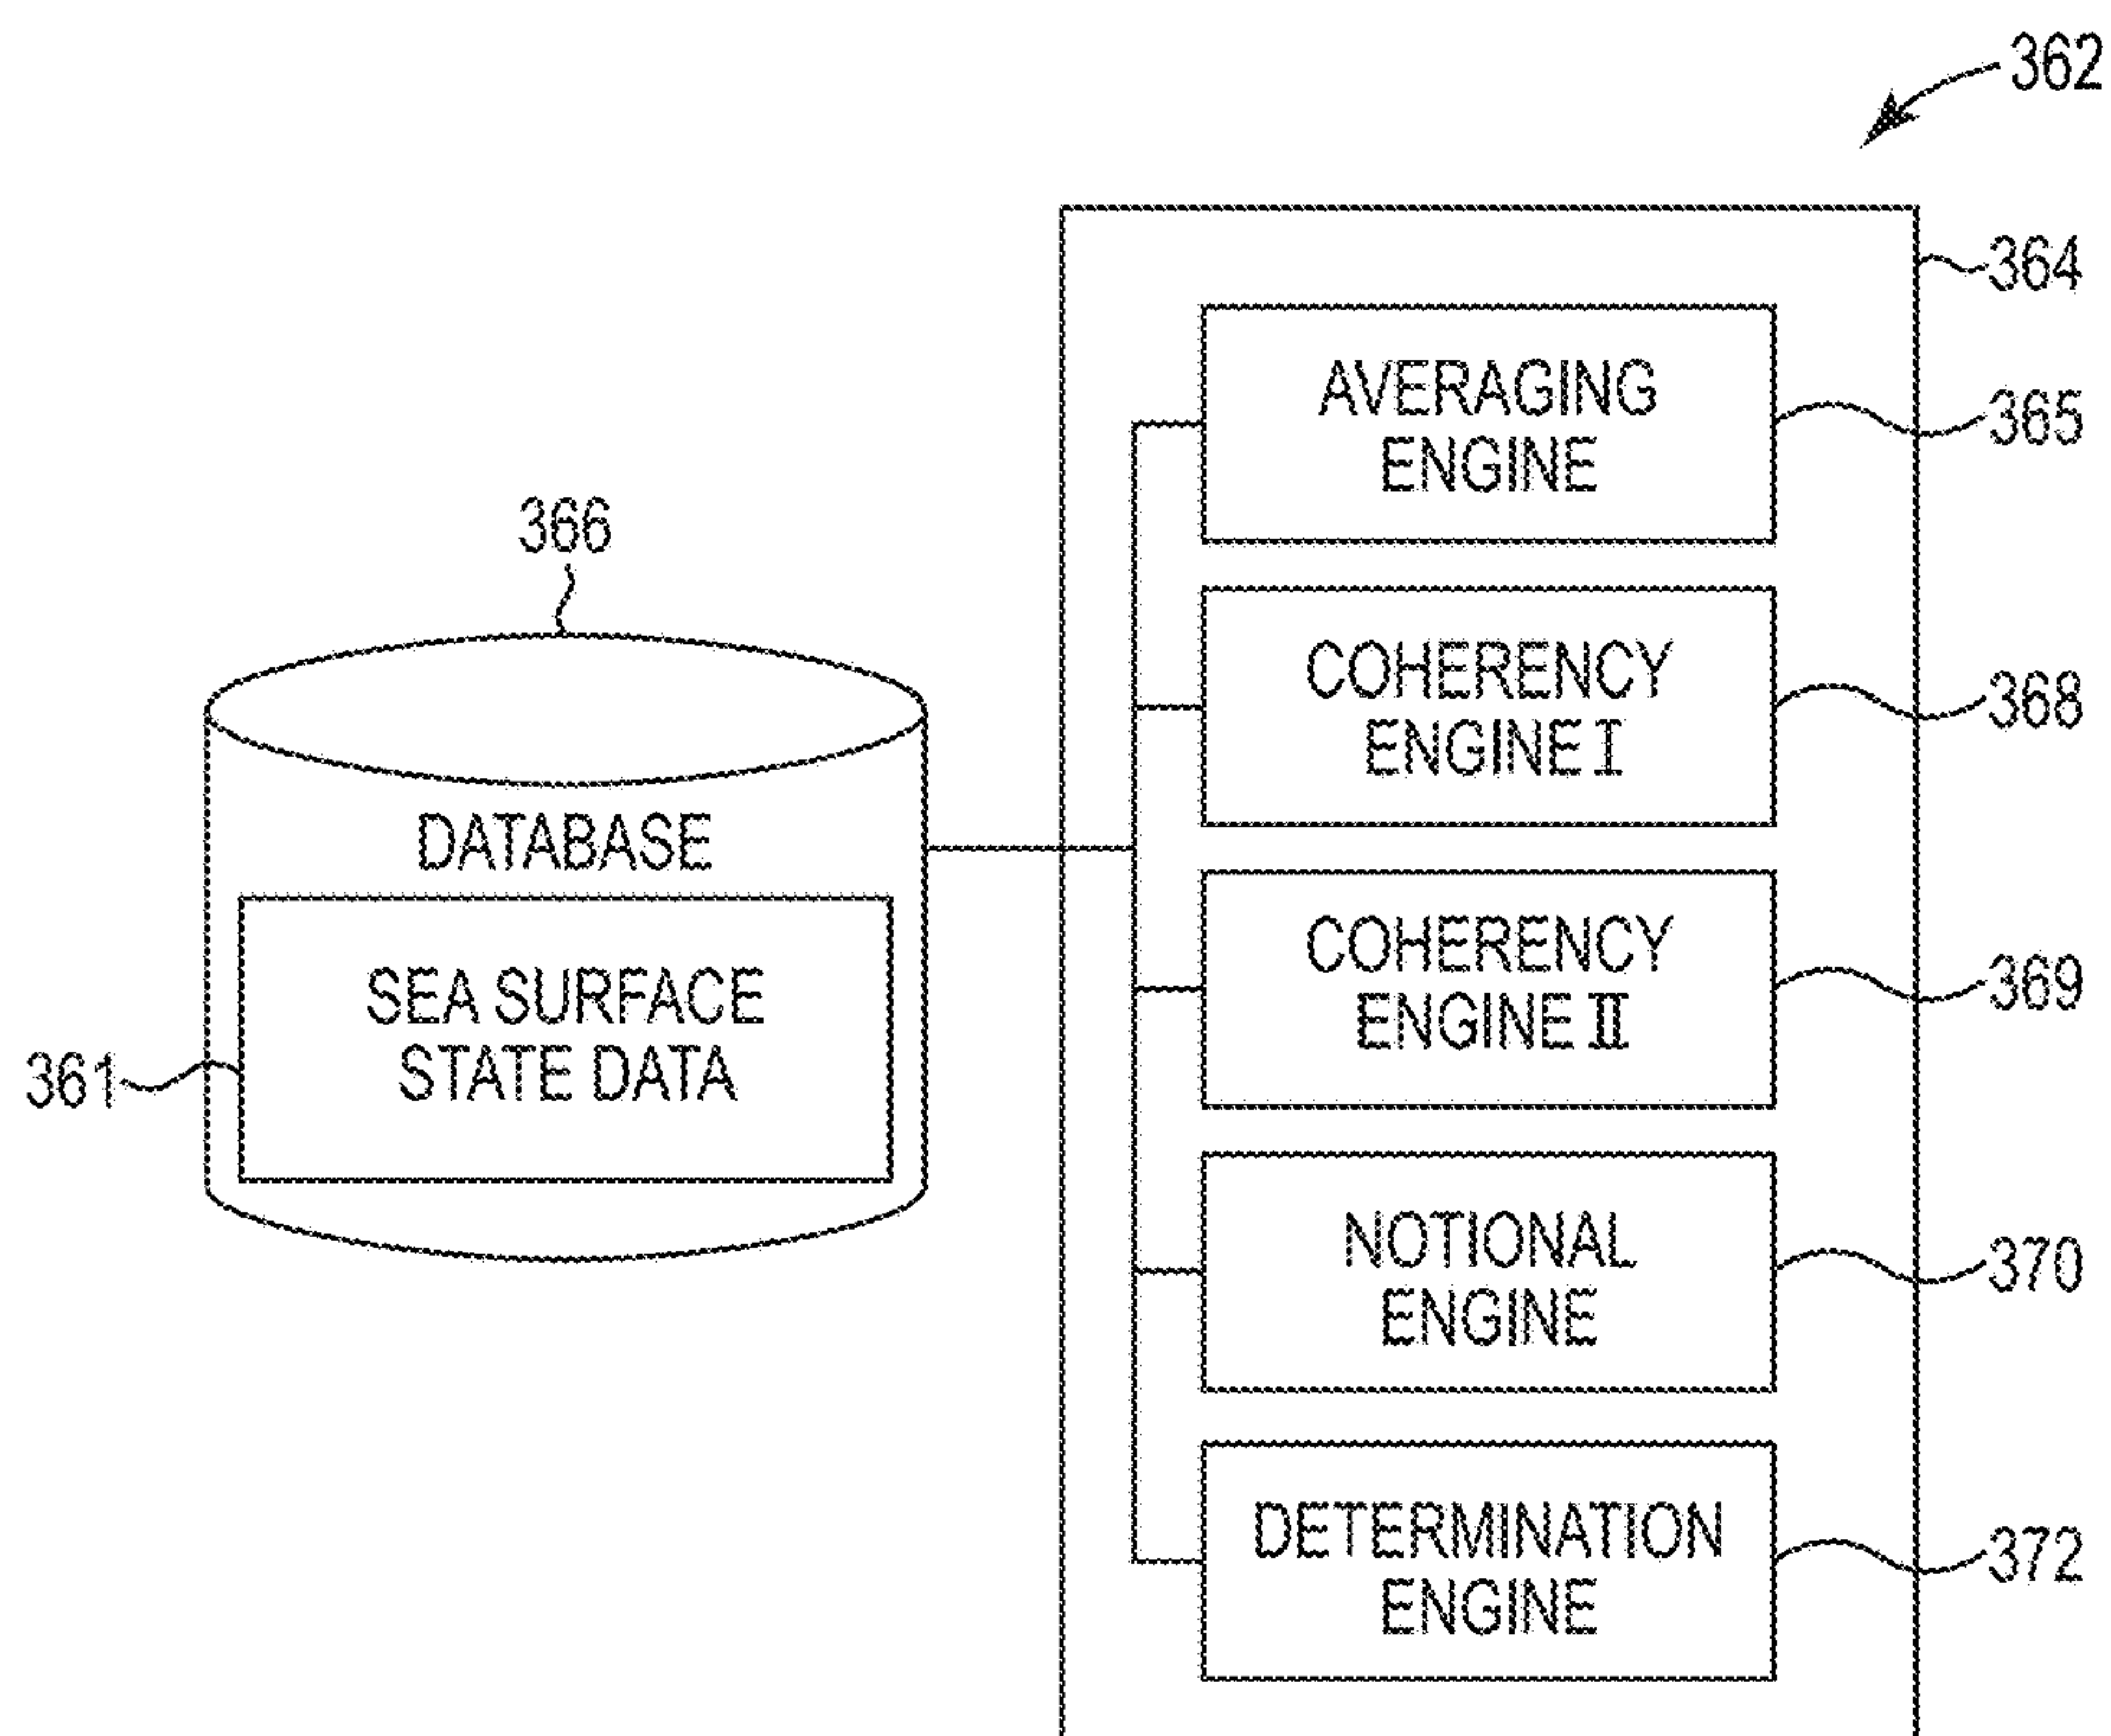 362
364
AVERAGING
ENGINE
365
366
COHERENCY
ENGINE I
368
DATABASE
COHERENCY
ENGINE II
369
SEA SURFACE
STATE DATA
361
NOTIONAL
ENGINE
370
DETERMINATION
ENGINE
372